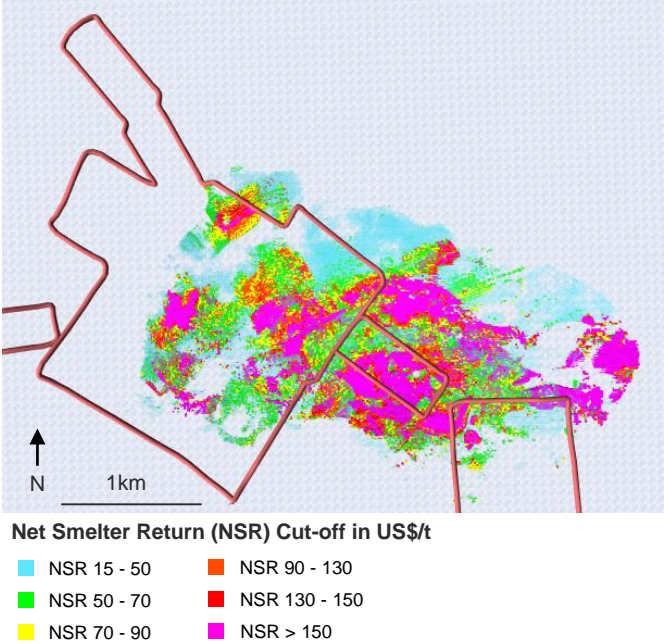 N
1km
Net Smelter Return (NSR) Cut-off in US$/t
NSR 15 - 50
NSR 90 - 130
NSR 50 - 70
NSR 130 - 150
NSR 70 - 90
NSR > 150